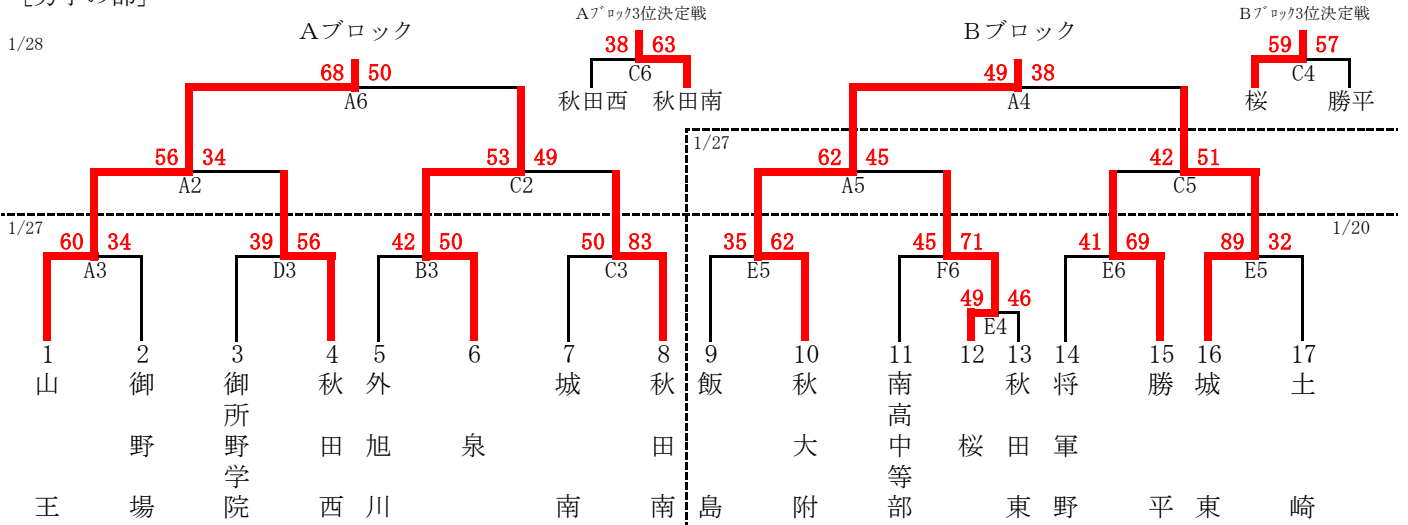 [男子の部]
1/28
Aブロック
Aブロック3位決定戦
38 63
C6
秋田西 秋田南
Bブロック
Bブロック3位決定戦
59 57
C4
桜 勝平
68 50
A6
49 38
A4
1/27
56 34
A2
53 49
C2
62 45
A5
42 51
C5
1/27
1/20
60 34
A3
39 56
D3
42 50
B3
50 83
C3
35 62
E5
45 71
F6
41 69
E6
89 32
E5
49 46
E4
1 2 3 4 5 6 7 8 9 10 11 12 13 14 15 16 17
山王
御野場
御所野学院
秋田西
外旭川
泉
城南
秋田南
飯島
秋大附
南高中等部
桜
秋田東
将軍野
勝平
城東
土崎